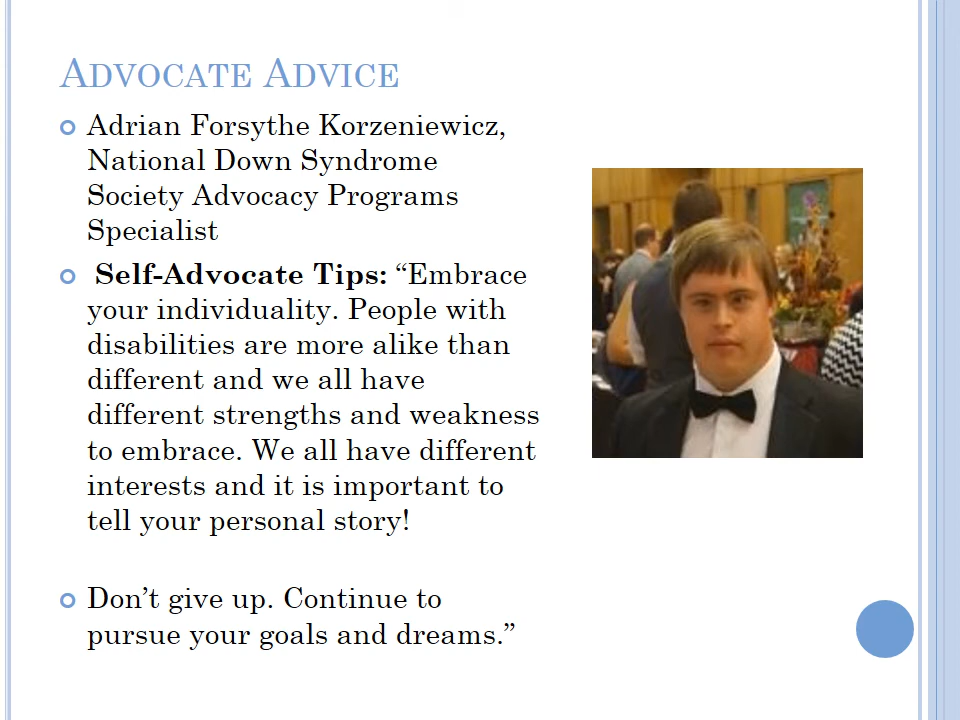 ADVOCATE ADVICE
Adrian Forsythe Korzeniewicz,
National Down Syndrome
Society Advocacy Programs
Specialist
Self-Advocate Tips: “Embrace
your individuality. People with
disabilities are more alike than
different and we all have
different strengths and weakness
to embrace. We all have different
interests and it is important to
tell your personal story!
Don’t give up. Continue to
pursue your goals and dreams.”